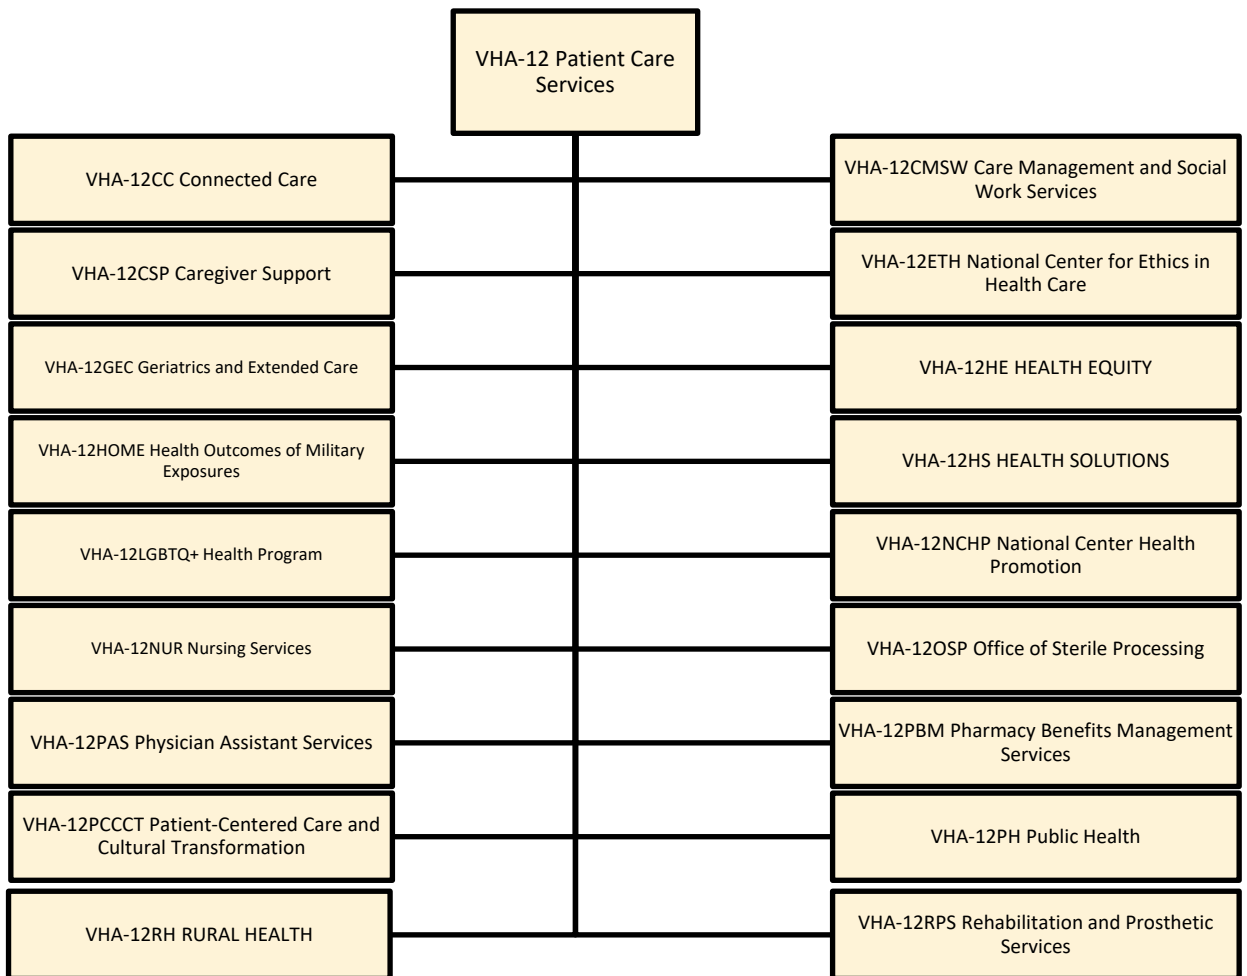 VHA-12 Patient Care
Services
VHA-12CC Connected Care
VHA-12CMSW Care Management and Social
Work Services
VHA-12CSP Caregiver Support
VHA-12ETH National Center for Ethics in
Health Care
VHA-12GEC Geriatrics and Extended Care
VHA-12HE HEALTH EQUITY
VHA-12HOME Health Outcomes of Military
Exposures
VHA-12HS HEALTH SOLUTIONS
VHA-12LGBTQ+ Health Program
VHA-12NCHP National Center Health
Promotion
VHA-12NUR Nursing Services
VHA-12OSP Office of Sterile Processing
VHA-12PAS Physician Assistant Services
VHA-12PBM Pharmacy Benefits Management
Services
VHA-12PCCCT Patient-Centered Care and
Cultural Transformation
VHA-12PH Public Health
VHA-12RH RURAL HEALTH
VHA-12RPS Rehabilitation and Prosthetic
Services